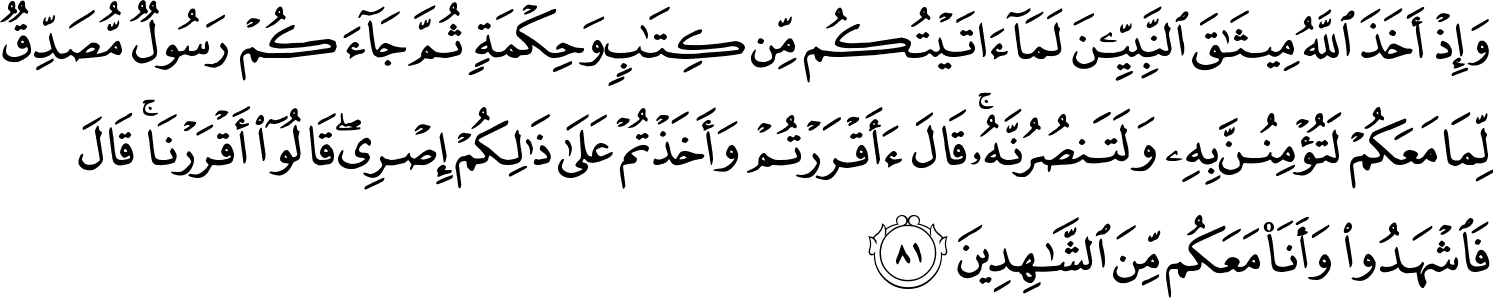 وَإِذْ أَخَذَ ٱللَّهُ مِيثَـٰقَ ٱلنَّبِيِّـۧنَ لَمَآ ءَاتَيْتُكُم مِّن كِتَـٰبٍ وَحِكْمَةٍ ثُمَّ جَآءَكُمْ رَسُولٌ مُّصَدِّقٌ
لِّمَا مَعَكُمْ لَتُؤْمِنُنَّ بِهِۦ وَلَتَنصُرُنَّهُۥ ۚ قَالَ ءَأَقْرَرْتُمْ وَأَخَذْتُمْ عَلَىٰ ذَٰلِكُمْ إِصْرِى ۖ قَالُوٓا۟ أَقْرَرْنَا ۚ قَالَ
فَٱشْهَدُوا۟ وَأَنَا۠ مَعَكُم مِّنَ ٱلشَّـٰهِدِينَ ٨١